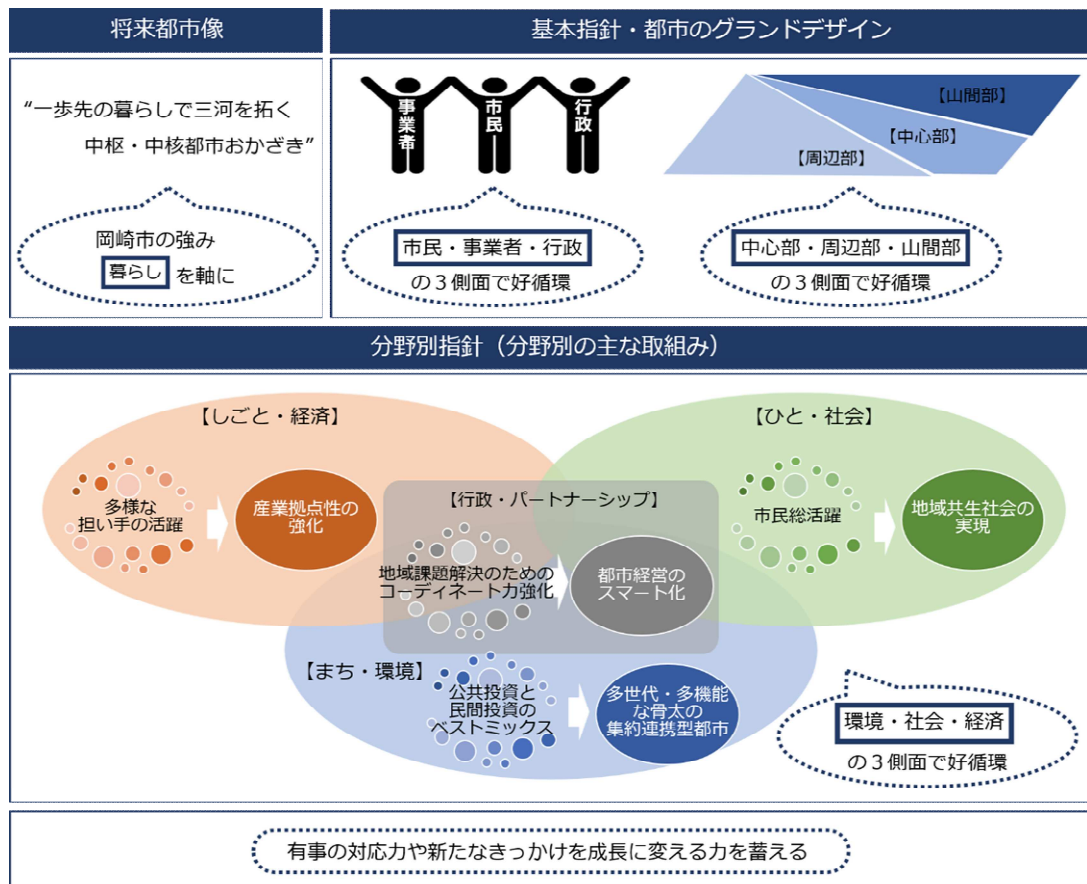 将来都市像
“一歩先の暮らしで三河を拓く
中枢・中核都市おかざき”
岡崎市の強み
暮らし を軸に
基本指針・都市のグランドデザイン
事業者
市民
行政
市民・事業者・行政
の３側面で好循環
【山間部】
【中心部】
【周辺部】
中心部・周辺部・山間部
の３側面で好循環
分野別指針（分野別の主な取組み）
【しごと・経済】
多様な
担い手の活躍
産業拠点性の
強化
【ひと・社会】
市民総活躍
地域共生社会の
実現
【行政・パートナーシップ】
地域課題解決のための
コーディネート力強化
都市経営の
スマート化
【まち・環境】
公共投資と
民間投資の
ベストミックス
多世代・多機能
な骨太の
集約連携型都市
環境・社会・経済
の３側面で好循環
有事の対応力や新たなきっかけを成長に変える力を蓄える